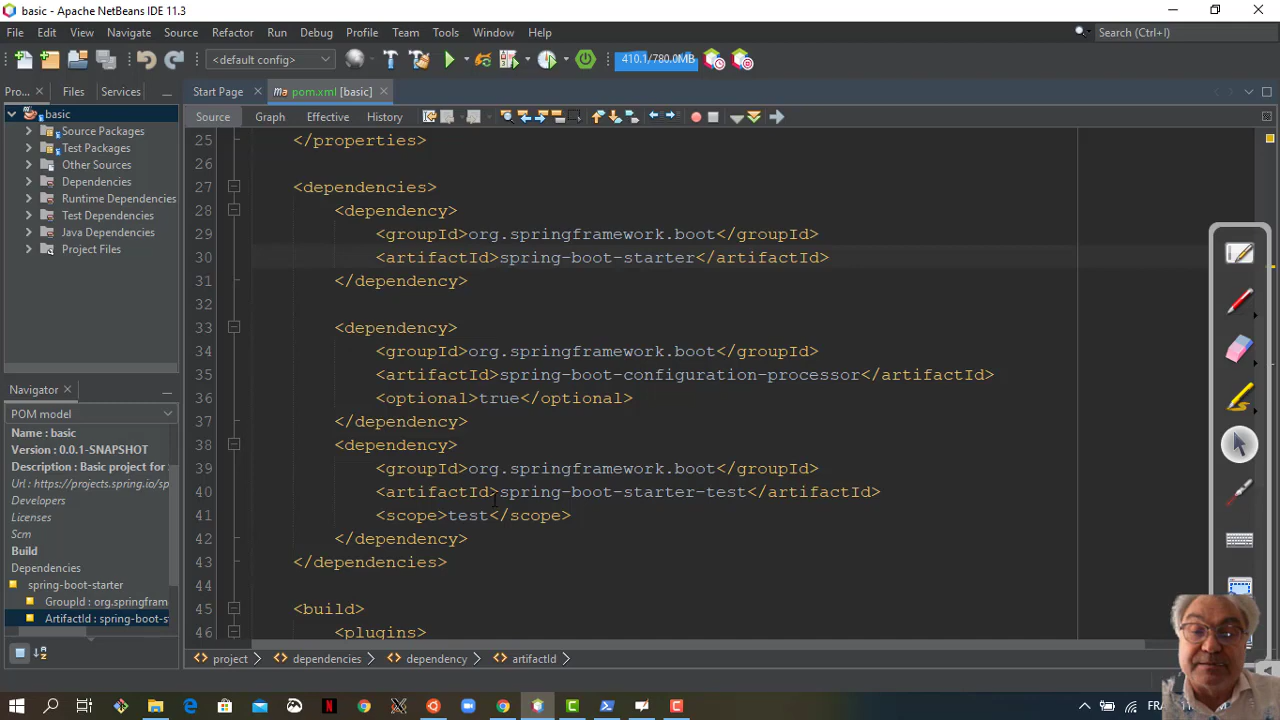 basic - Apache NetBeans IDE 11.3
File Edit View Navigate Source Refactor Run Debug Profile Team Tools Window Help
Search (Ctrl+I)
<default config>
410.1/780.0MB
Pro... Files Services
Start Page pom.xml [basic]
Source Graph Effective History
basic
Source Packages
Test Packages
Other Sources
Dependencies
Runtime Dependencies
Test Dependencies
Java Dependencies
Project Files
25 </properties>
26
27 <dependencies>
28 <dependency>
29 <groupId>org.springframework.boot</groupId>
30 <artifactId>spring-boot-starter</artifactId>
31 </dependency>
32
33 <dependency>
34 <groupId>org.springframework.boot</groupId>
35 <artifactId>spring-boot-configuration-processor</artifactId>
36 <optional>true</optional>
37 </dependency>
38 <dependency>
39 <groupId>org.springframework.boot</groupId>
40 <artifactId>spring-boot-starter-test</artifactId>
41 <scope>test</scope>
42 </dependency>
43 </dependencies>
44
45 <build>
46 <plugins>
Navigator
POM model
Name : basic
Version : 0.0.1-SNAPSHOT
Description : Basic project for
Url : https://projects.spring.io/sp
Developers
Licenses
Scm
Build
Dependencies
spring-boot-starter
GroupId : org.springfram
ArtifactId : spring-boot-s
project dependencies dependency artifactId